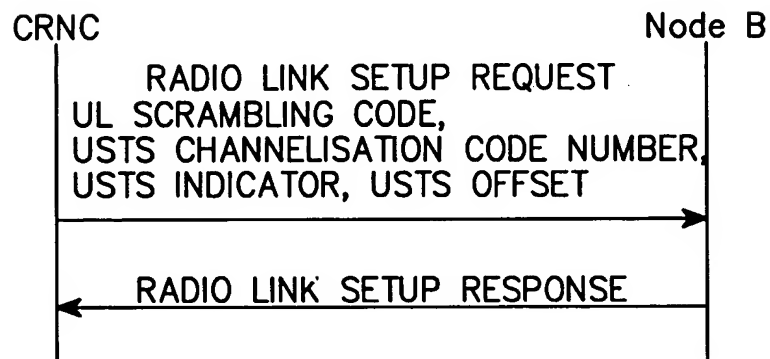 CRNC Node B
RADIO LINK SETUP REQUEST
UL SCRAMBLING CODE,
USTS CHANNELISATION CODE NUMBER,
USTS INDICATOR, USTS OFFSET
RADIO LINK SETUP RESPONSE